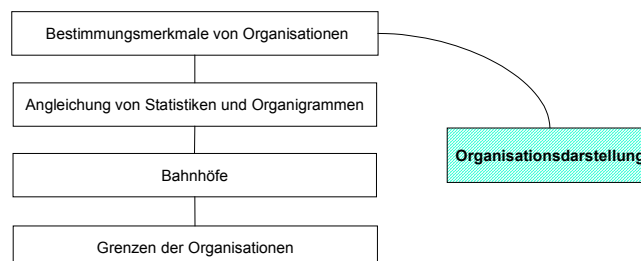 Bestimmungsmerkmale von Organisationen
Angleichung von Statistiken und Organigrammen
Organisationsdarstellung
Bahnhöfe
Grenzen der Organisationen